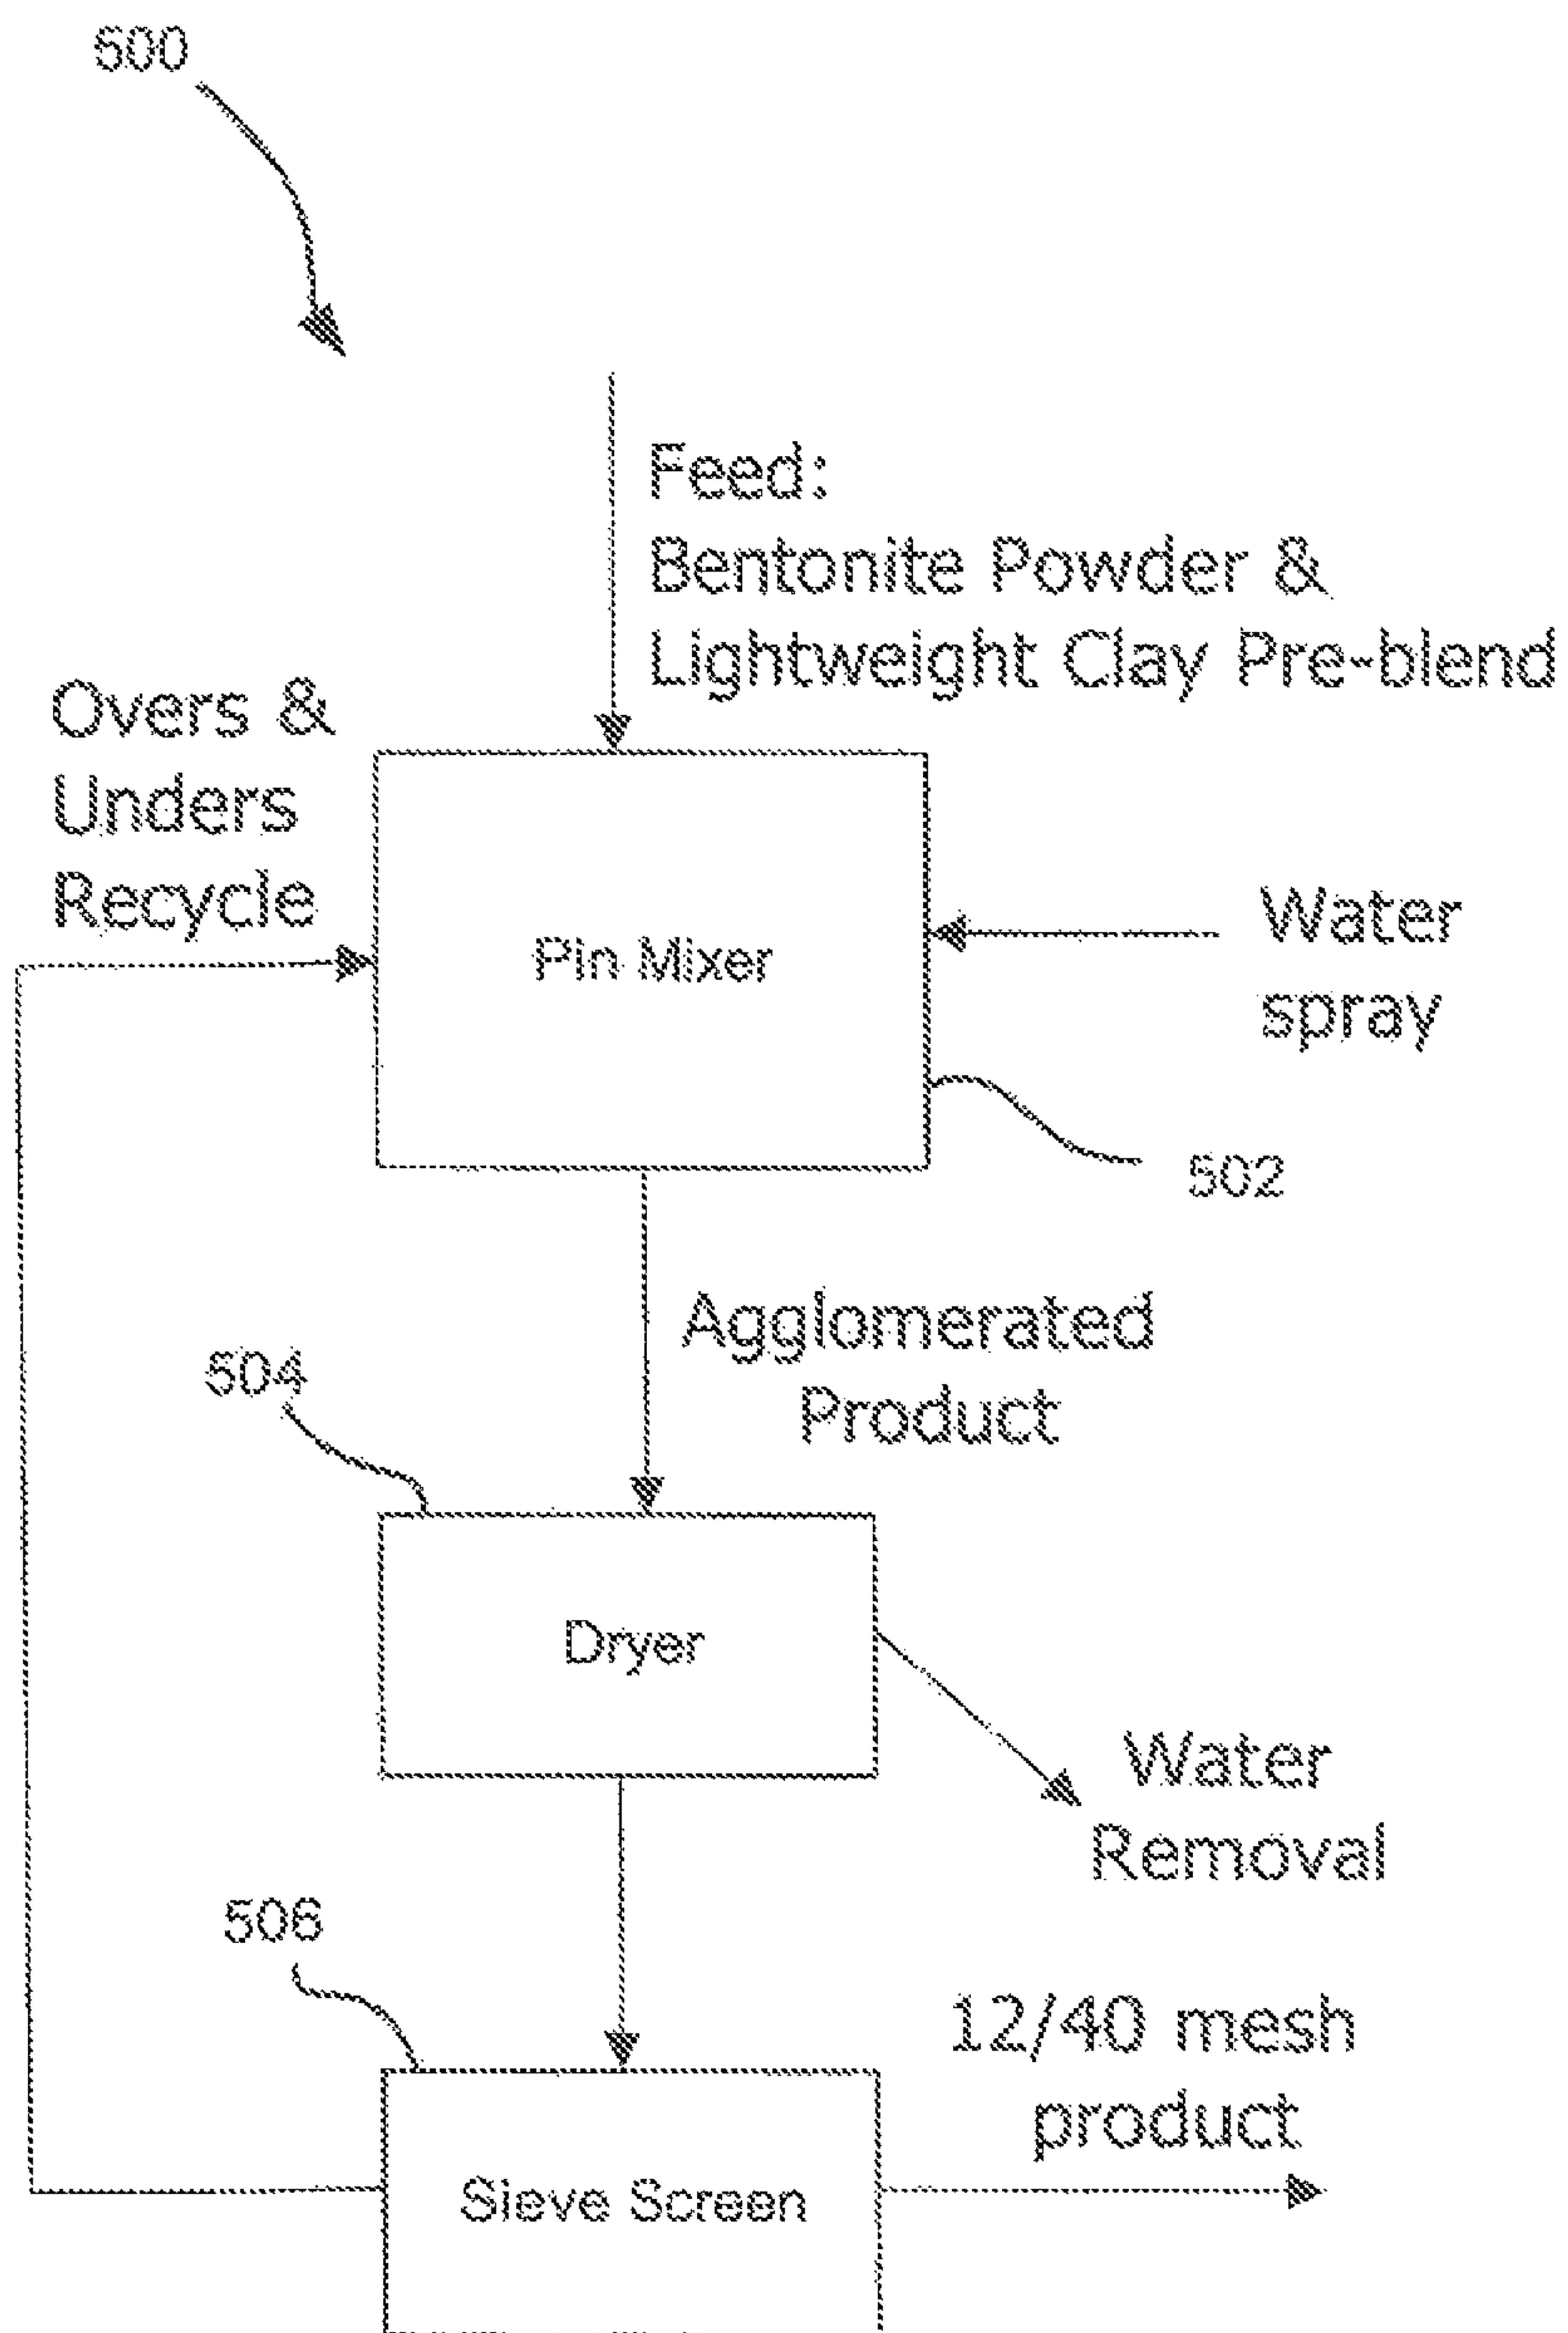 500
Feed:
Bentonite Powder &
Lightweight Clay Pre-blend
Overs &
Unders
Recycle
Pin Mixer
Water
spray
502
Agglomerated
Product
504
Dryer
Water
Removal
506
12/40 mesh
product
Sieve Screen